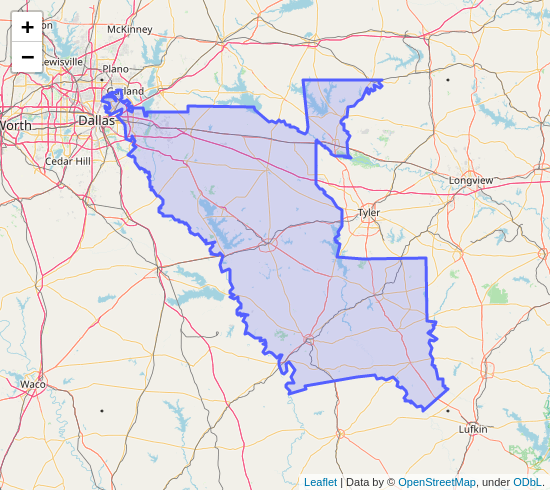 +
McKinney
−
ewisville
Plano
Garland
Worth
Dallas
Cedar Hill
Longview
Tyler
Waco
Lufkin
Leaflet | Data by © OpenStreetMap, under ODbL.